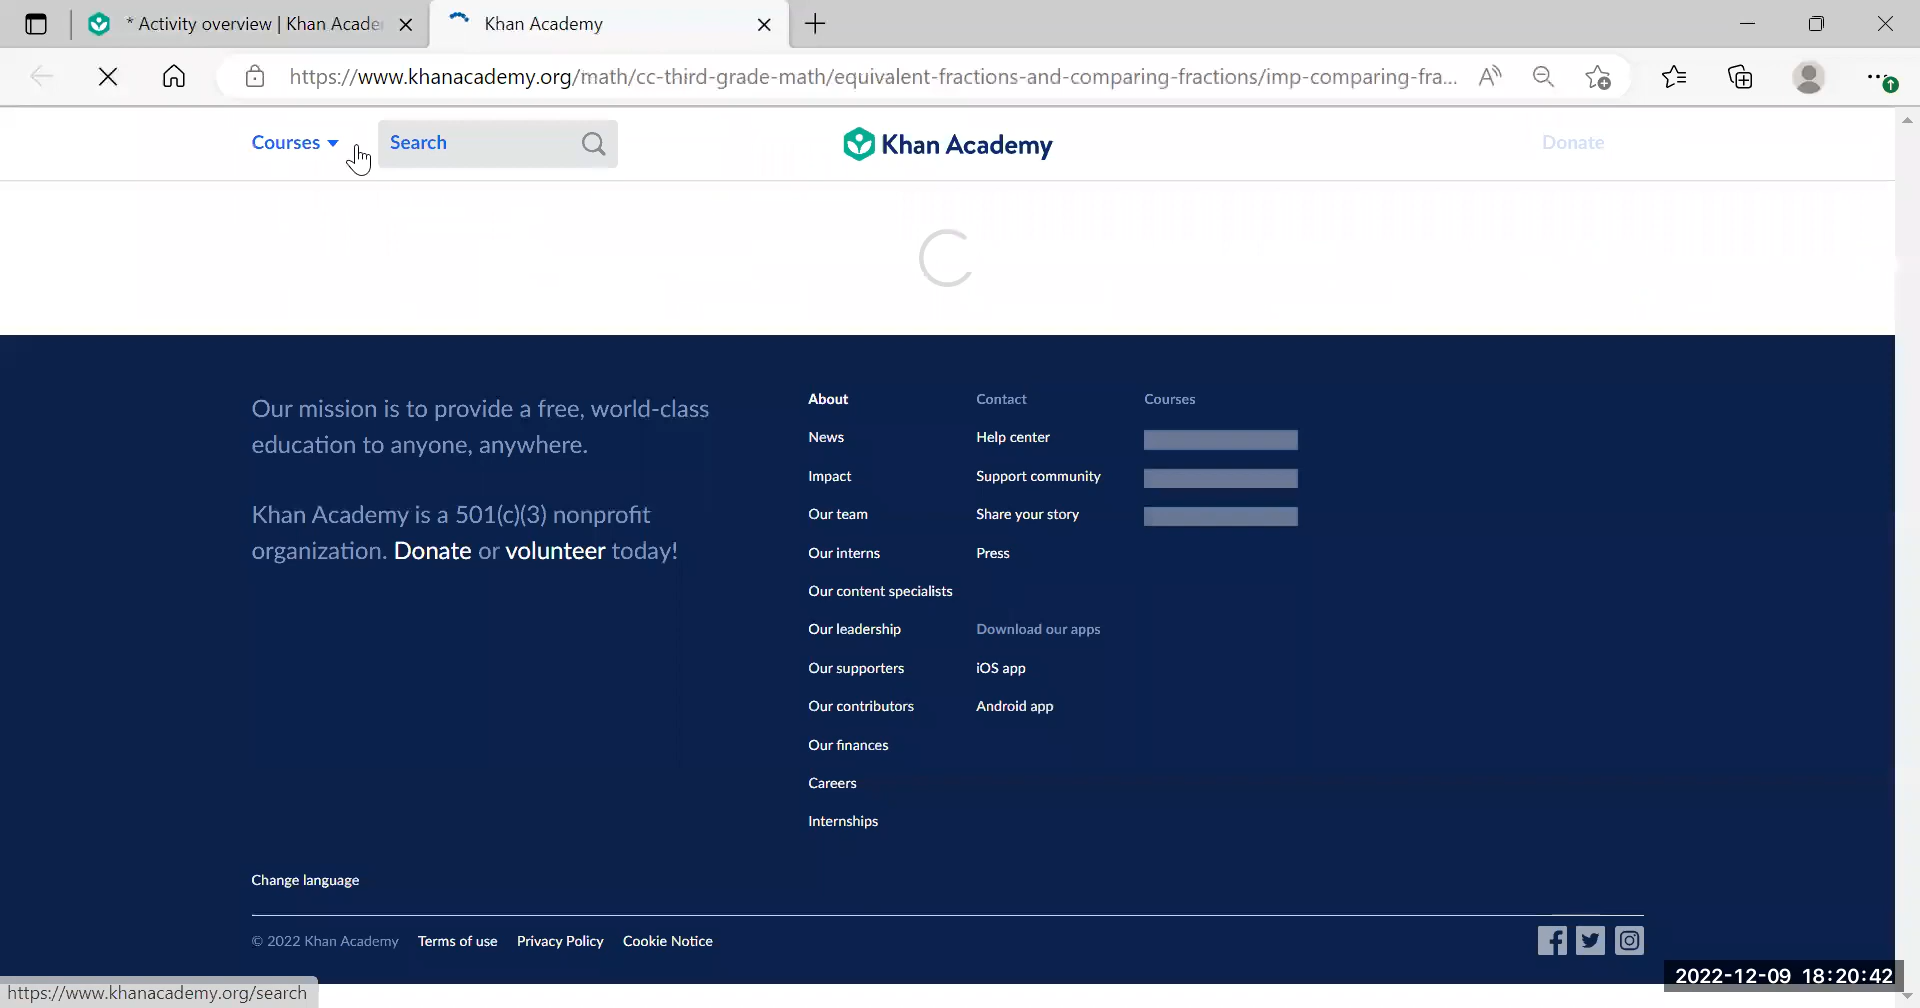 * Activity overview | Khan Acade
Khan Academy
https://www.khanacademy.org/math/cc-third-grade-math/equivalent-fractions-and-comparing-fractions/imp-comparing-fra...
Courses
Search
Khan Academy
Donate
Our mission is to provide a free, world-class
education to anyone, anywhere.
Khan Academy is a 501(c)(3) nonprofit
organization. Donate or volunteer today!
About
News
Impact
Our team
Our interns
Our content specialists
Our leadership
Our supporters
Our contributors
Our finances
Careers
Internships
Contact
Help center
Support community
Share your story
Press
Download our apps
iOS app
Android app
Courses
Change language
© 2022 Khan Academy Terms of use Privacy Policy Cookie Notice
https://www.khanacademy.org/search
2022-12-09 18:20:42